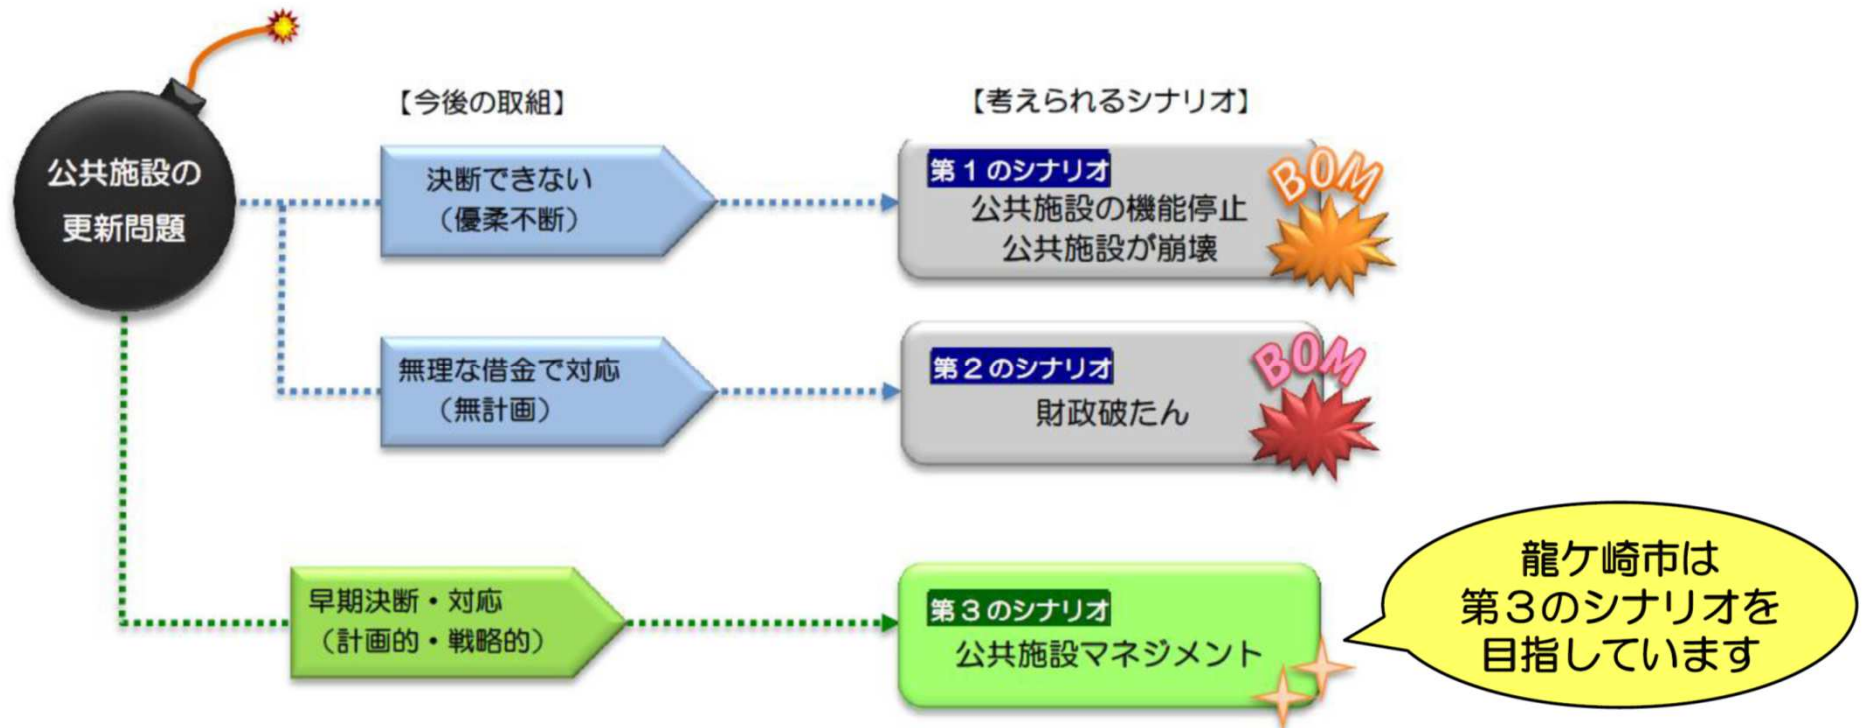 公共施設の
更新問題
【今後の取組】
【考えられるシナリオ】
決断できない
（優柔不断）
第１のシナリオ
公共施設の機能停止
公共施設が崩壊
BOM
無理な借金で対応
（無計画）
第２のシナリオ
財政破たん
BOM
早期決断・対応
（計画的・戦略的）
第３のシナリオ
公共施設マネジメント
龍ケ崎市は
第３のシナリオを
目指しています